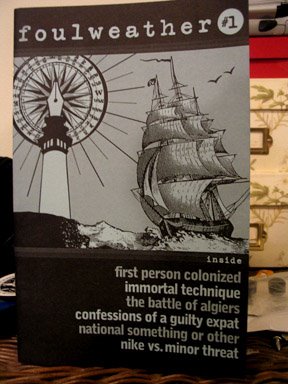 foulweather #1
inside
first person colonized
immortal technique
the battle of algiers
confessions of a guilty expat
national something or other
nike vs. minor threat